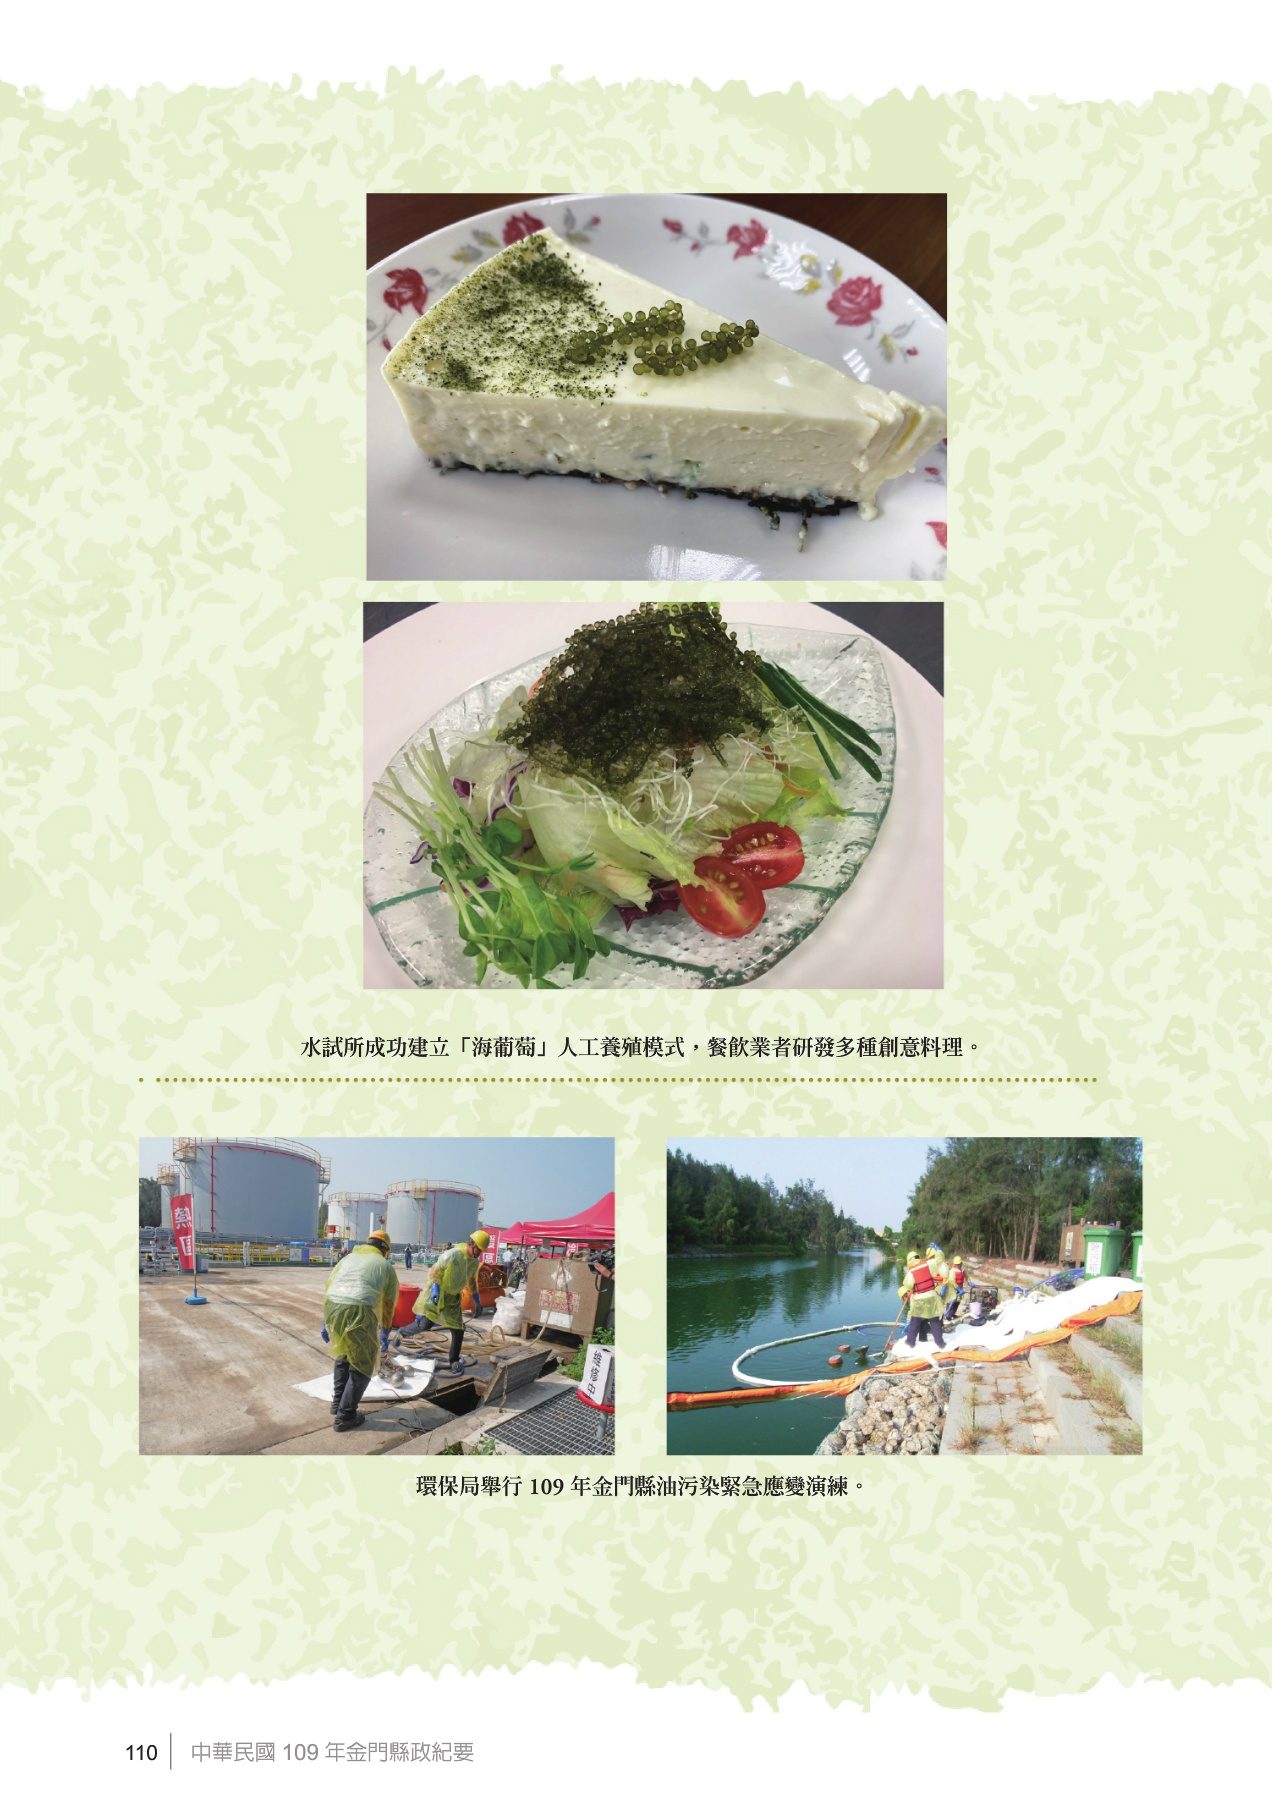 水試所成功建立「海葡萄」人工養殖模式，餐飲業者研發多種創意料理。
維修中
環保局舉行 109 年金門縣油污染緊急應變演練。
110
中華民國 109 年金門縣政紀要